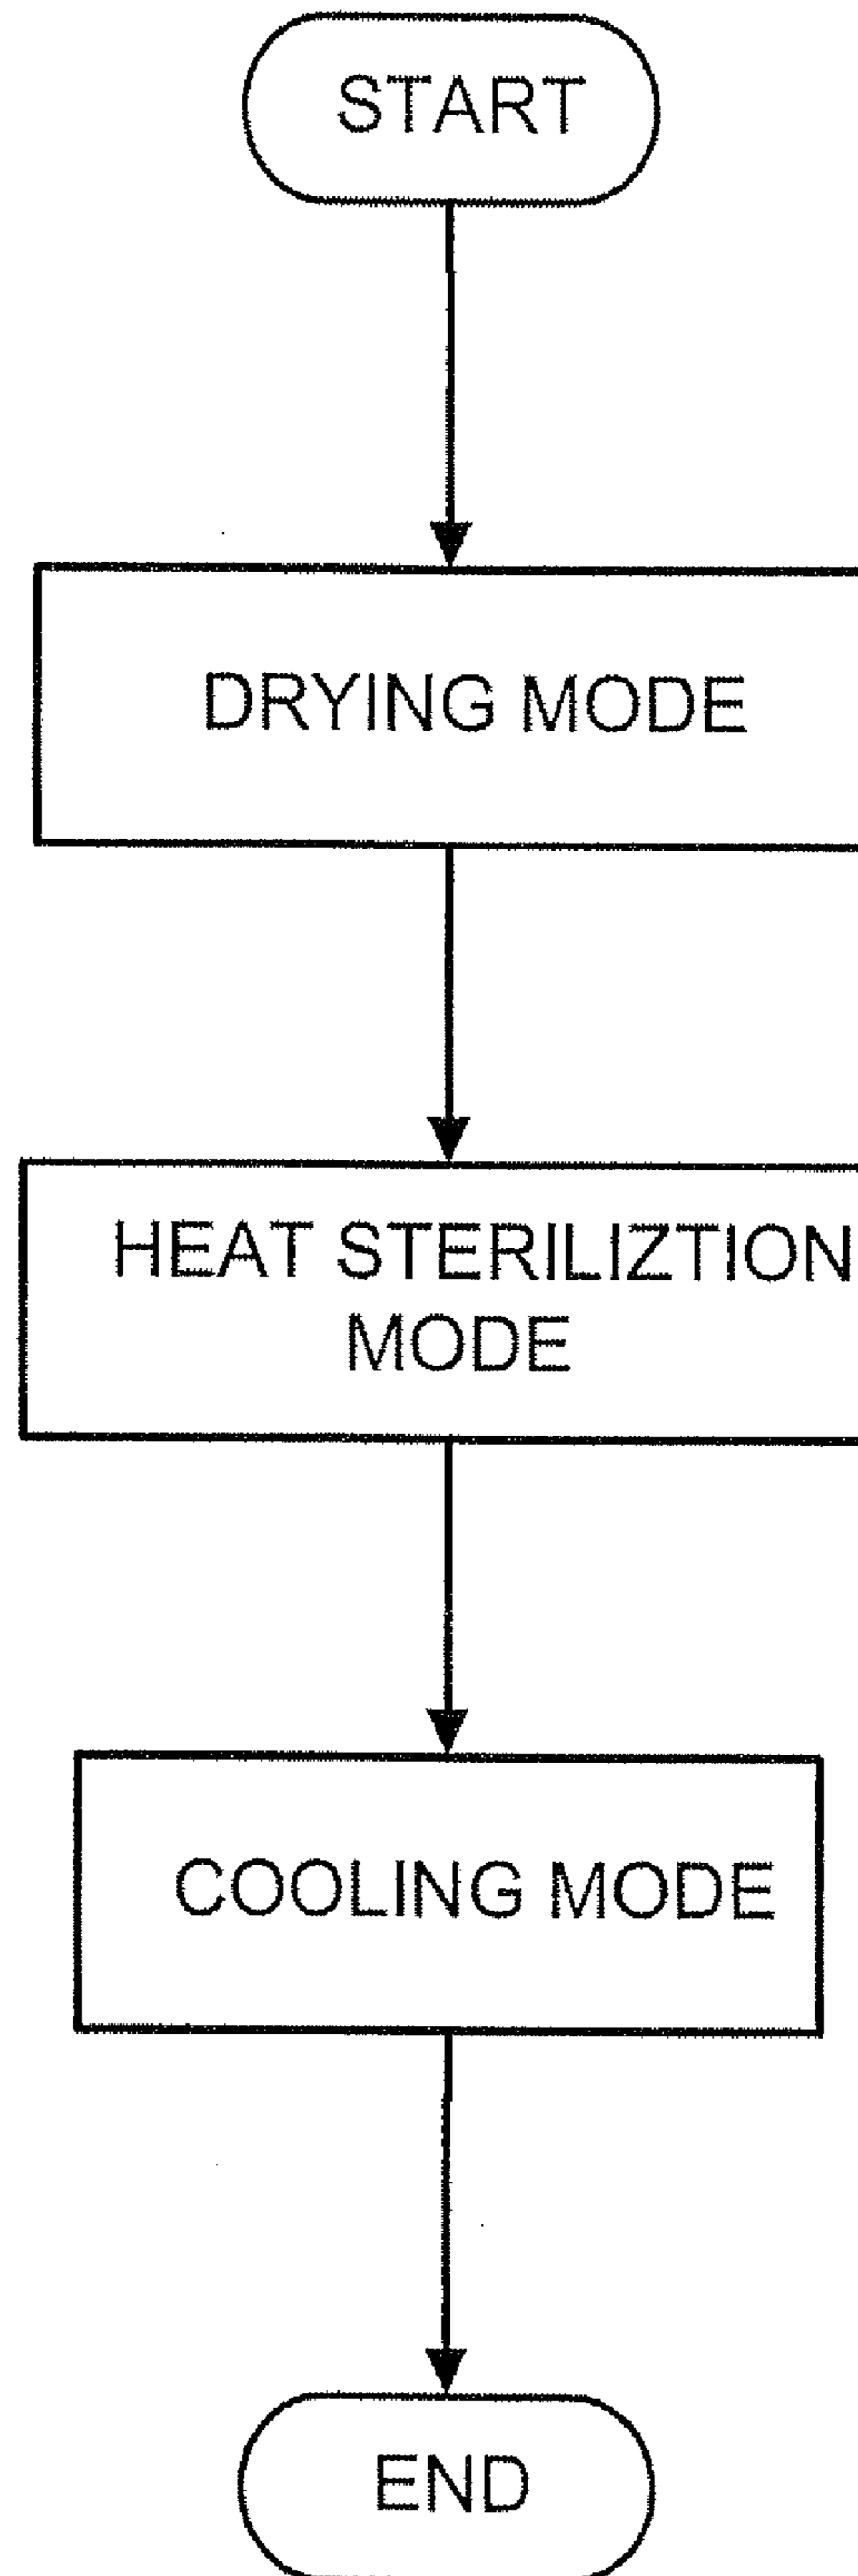 START
DRYING MODE
HEAT STERILIZTION
MODE
COOLING MODE
END